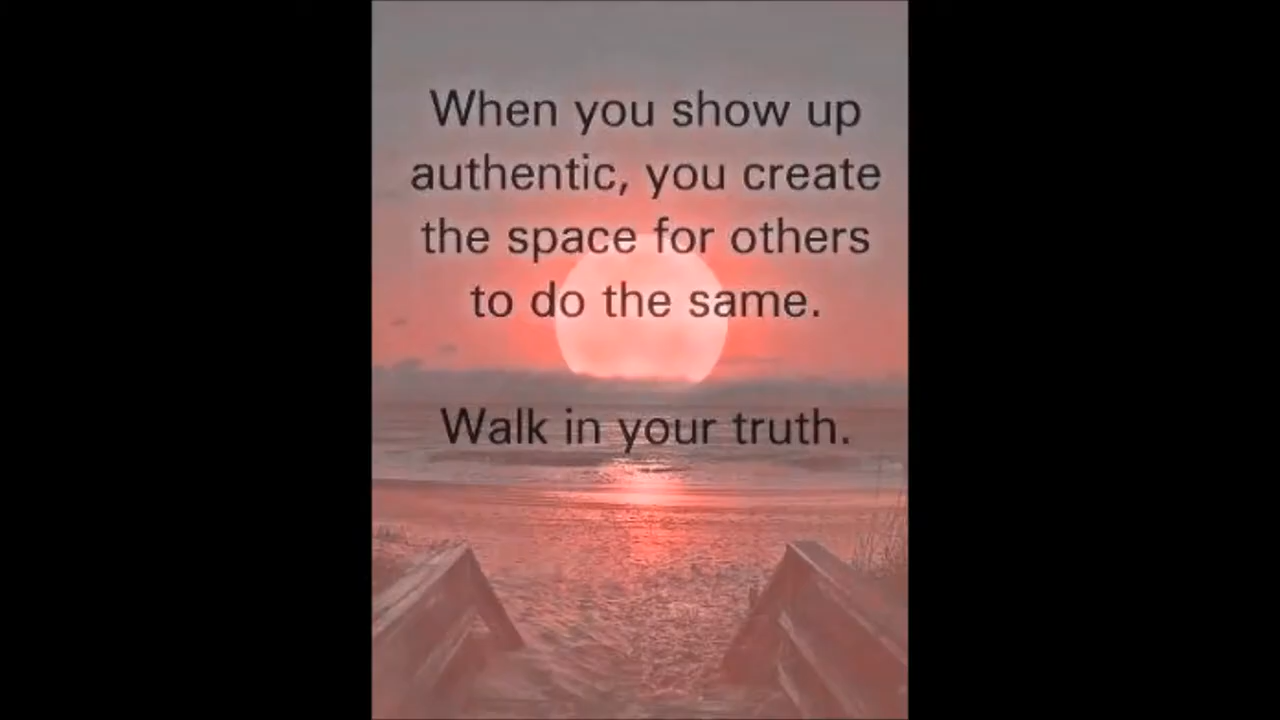 When you show up
authentic, you create
the space for others
to do the same.
Walk in your truth.